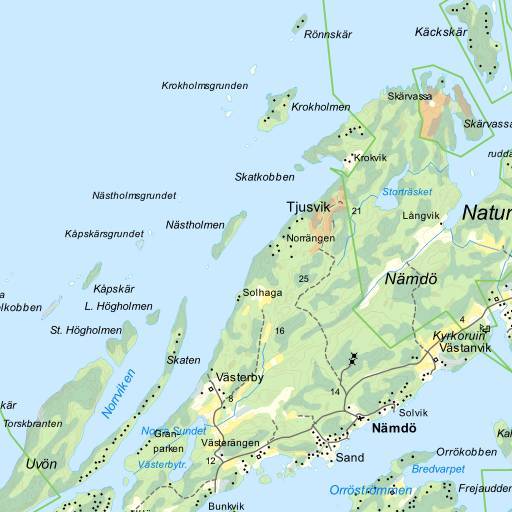 Rönnskär
Käckskär
Krokholmsgrunden
Skärvassa
Krokholmen
Skärvassa
Krokvik
rudda
Skatkobben
Storträsket
Nästholmsgrundet
Tjusvik
21
Långvik
Natur
Nästholmen
Kåpskärsgrundet
Norrängen
25
Nämdö
Kåpskär
Solhaga
L. Högholmen
lkobben
4
St. Högholmen
16
Kyrkoruin
Västanvik
Skaten
Norrviken
Västerby
14
8
kär
Solvik
Torskbranten
Norra Sundet
Nämdö
Gran-
parken
Västerängen
Uvön
Västerbytr.
12
Sand
Orrökobben
Bredvarpet
Orröströmmen
Frejaudden
Bunkvik